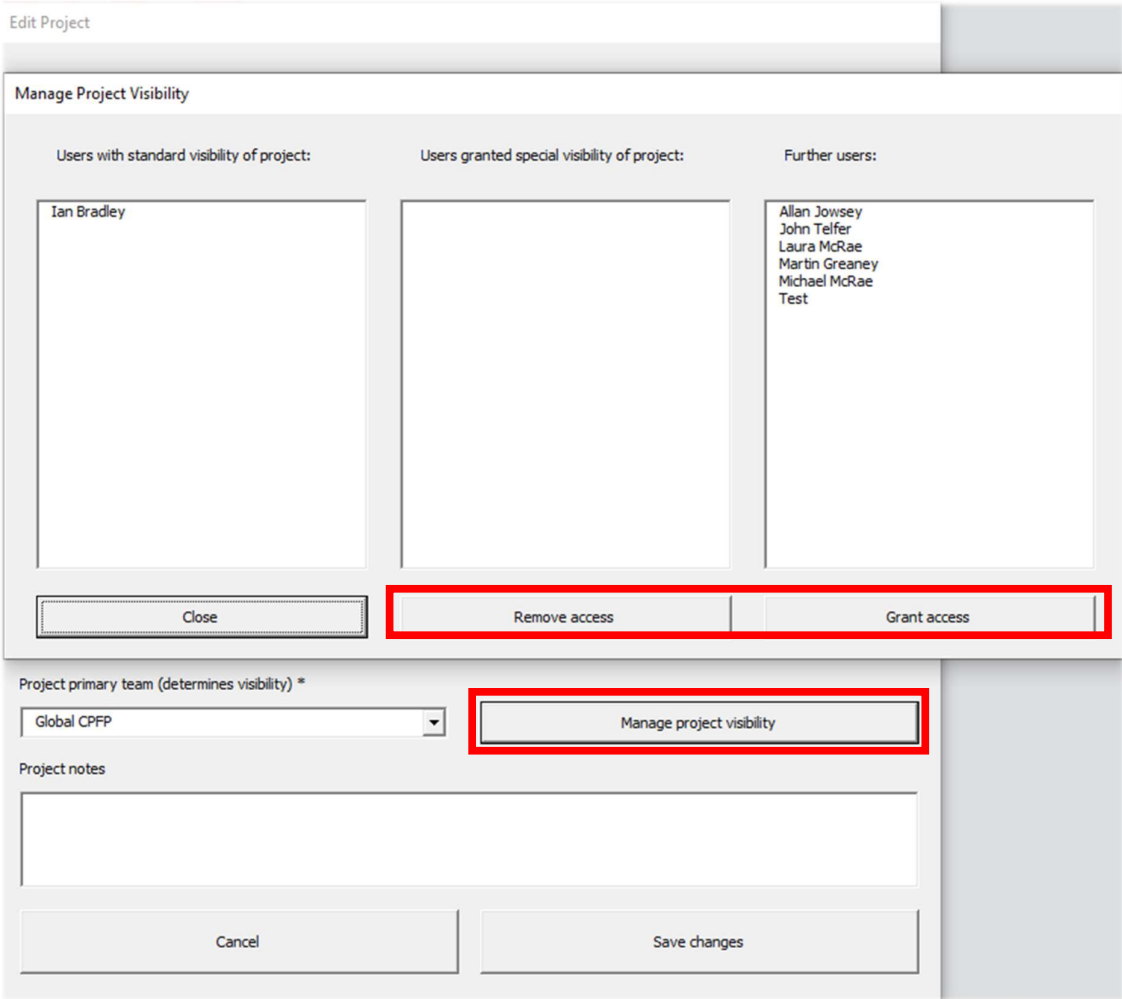 Edit Project
Manage Project Visibility
Users with standard visibility of project:
Users granted special visibility of project:
Further users:
Ian Bradley
Allan Jowsey
John Telfer
Laura McRae
Martin Greaney
Michael McRae
Test
Close
Remove access
Grant access
Project primary team (determines visibility) *
Global CPFP
Manage project visibility
Project notes
Cancel
Save changes